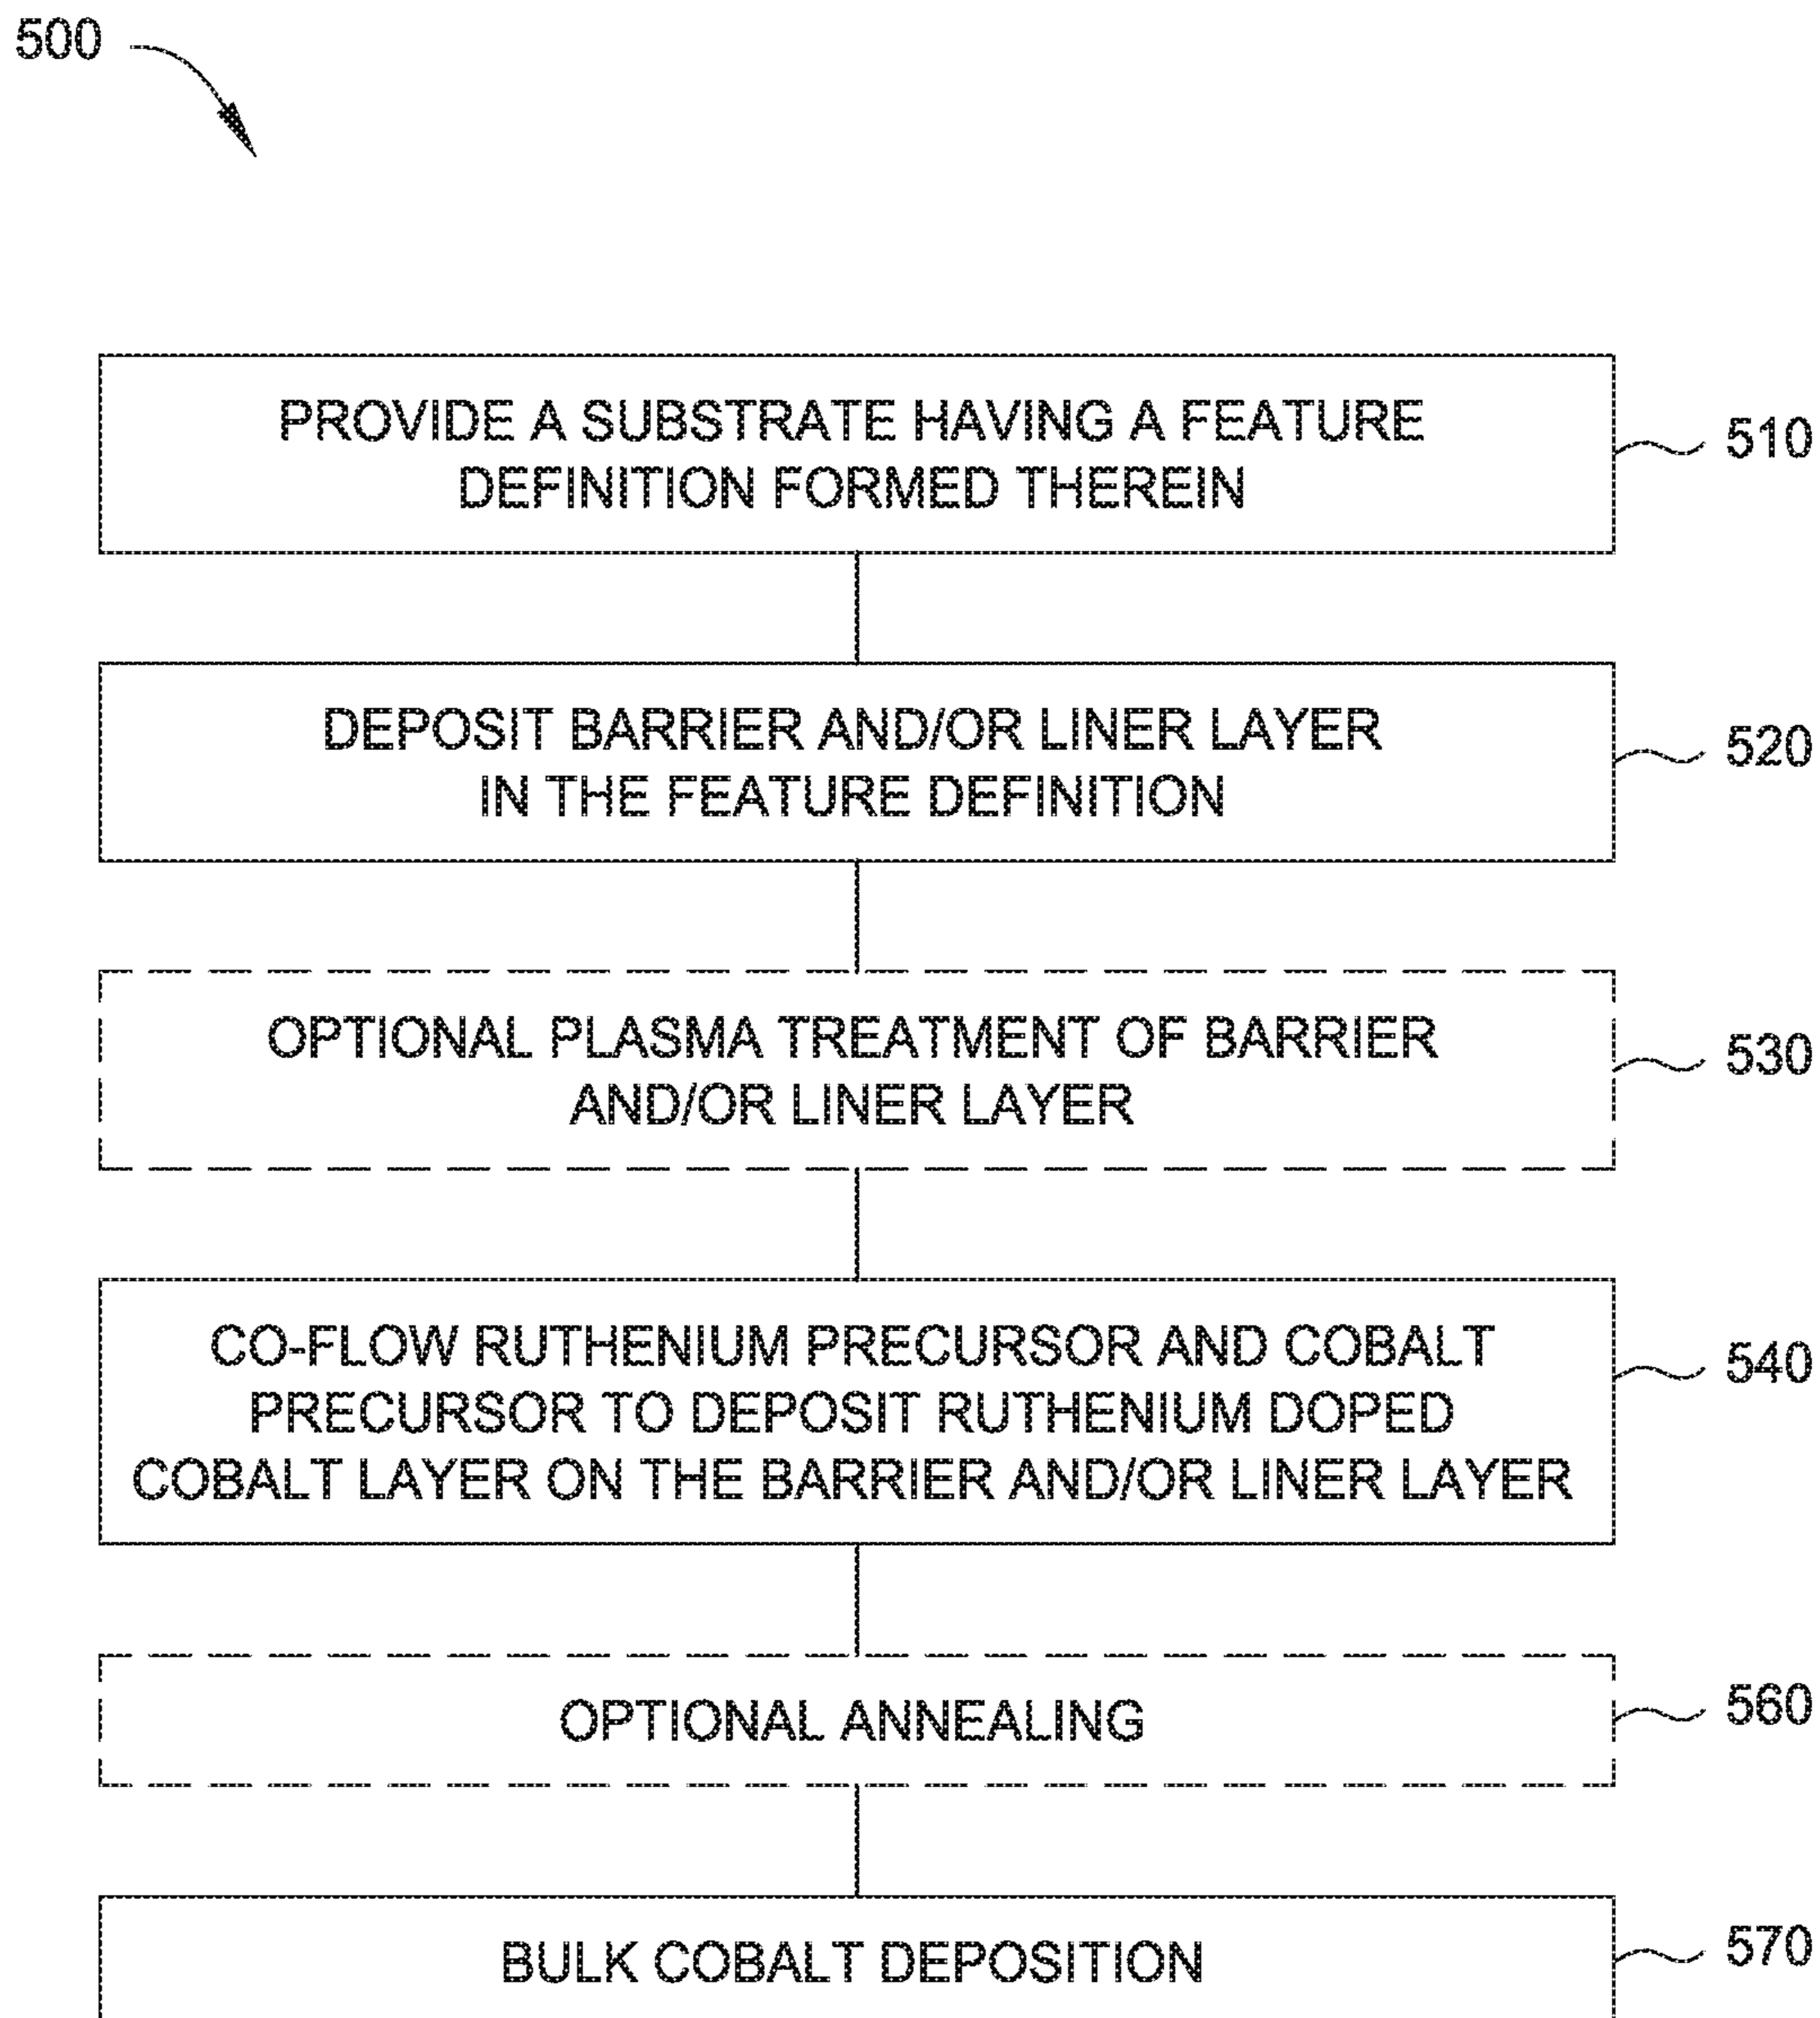 500
PROVIDE A SUBSTRATE HAVING A FEATURE
DEFINITION FORMED THEREIN
510
DEPOSIT BARRIER AND/OR LINER LAYER
IN THE FEATURE DEFINITION
520
OPTIONAL PLASMA TREATMENT OF BARRIER
AND/OR LINER LAYER
530
CO-FLOW RUTHENIUM PRECURSOR AND COBALT
PRECURSOR TO DEPOSIT RUTHENIUM DOPED
COBALT LAYER ON THE BARRIER AND/OR LINER LAYER
540
OPTIONAL ANNEALING
560
BULK COBALT DEPOSITION
570